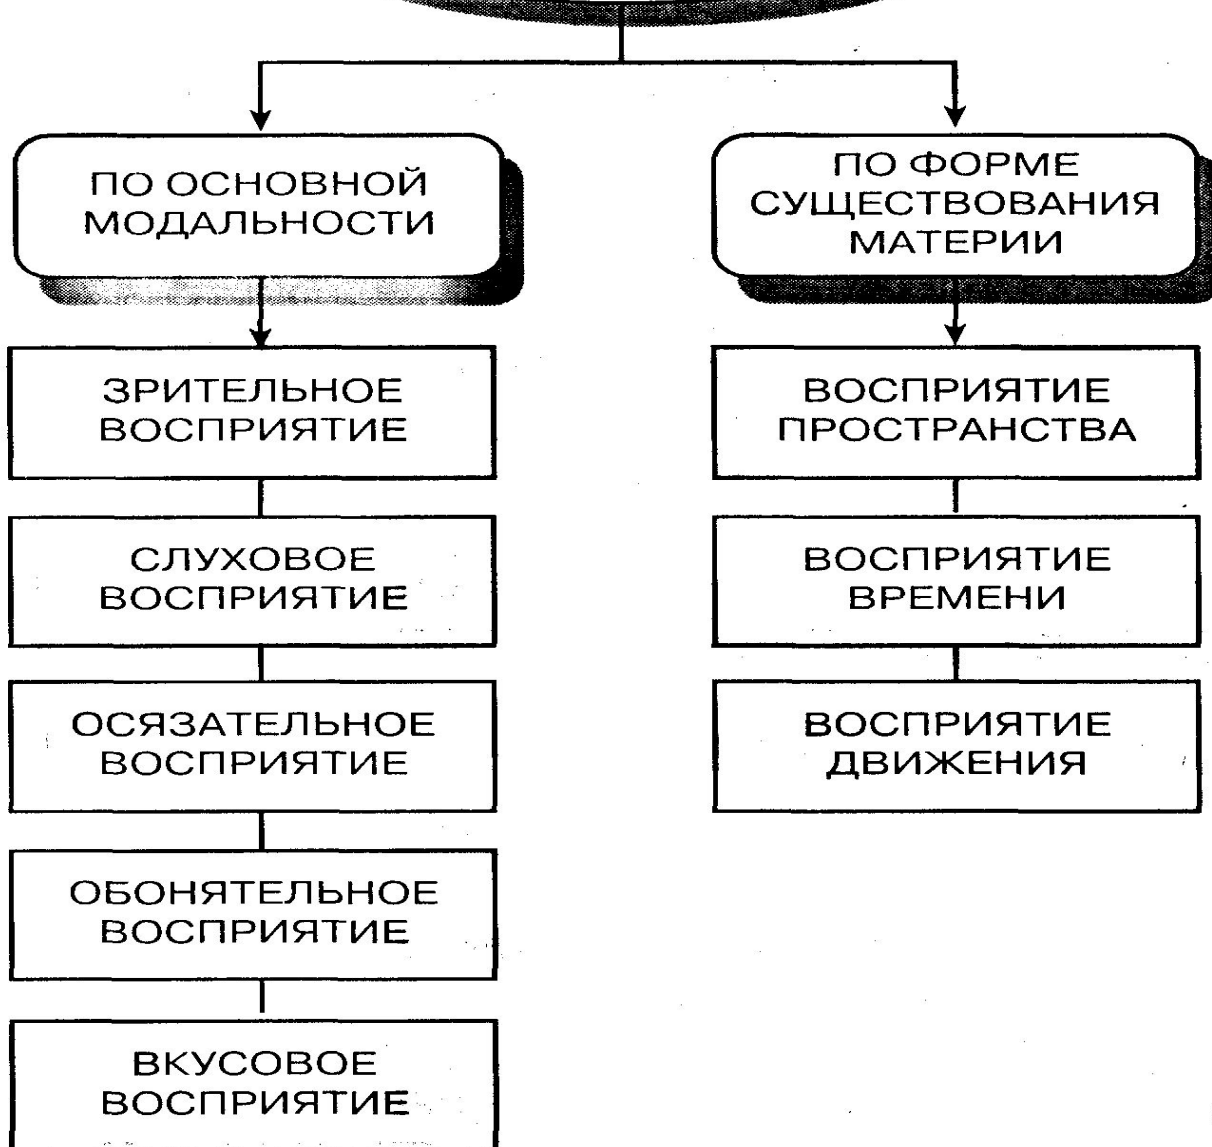 ПО ОСНОВНОЙ
МОДАЛЬНОСТИ
ЗРИТЕЛЬНОЕ
ВОСПРИЯТИЕ
СЛУХОВОЕ
ВОСПРИЯТИЕ
ОСЯЗАТЕЛЬНОЕ
ВОСПРИЯТИЕ
ОБОНЯТЕЛЬНОЕ
ВОСПРИЯТИЕ
ВКУСОВОЕ
ВОСПРИЯТИЕ
ПО ФОРМЕ
СУЩЕСТВОВАНИЯ
МАТЕРИИ
ВОСПРИЯТИЕ
ПРОСТРАНСТВА
ВОСПРИЯТИЕ
ВРЕМЕНИ
ВОСПРИЯТИЕ
ДВИЖЕНИЯ